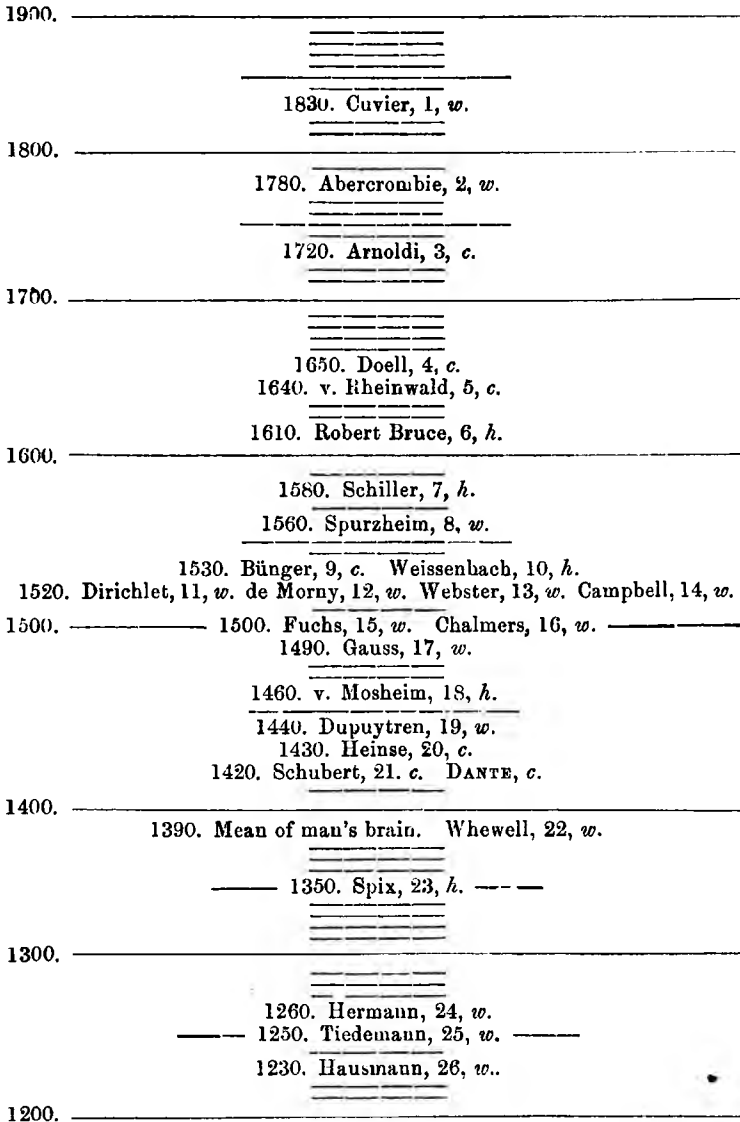 1900.
1830. Cuvier, 1, w.
1800.
1780. Abercrombie, 2, w.
1720. Arnoldi, 3, c.
1700.
1650. Doell, 4, c.
1640. v. Rheinwald, 5, c.
1610. Robert Bruce, 6, h.
1600.
1580. Schiller, 7, h.
1560. Spurzheim, 8, w.
1530. Bünger, 9, c. Weissenbach, 10, h.
1520. Dirichlet, 11, w. de Morny, 12, w. Webster, 13, w. Campbell, 14, w.
1500. 1500. Fuchs, 15, w. Chalmers, 16, w.
1490. Gauss, 17, w.
1460. v. Mosheim, 18, h.
1440. Dupuytren, 19, w.
1430. Heinse, 20, c.
1420. Schubert, 21. c. DANTE, c.
1400.
1390. Mean of man's brain. Whewell, 22, w.
1350. Spix, 23, h.
1300.
1260. Hermann, 24, w.
1250. Tiedemann, 25, w.
1230. Hausmann, 26, w..
1200.